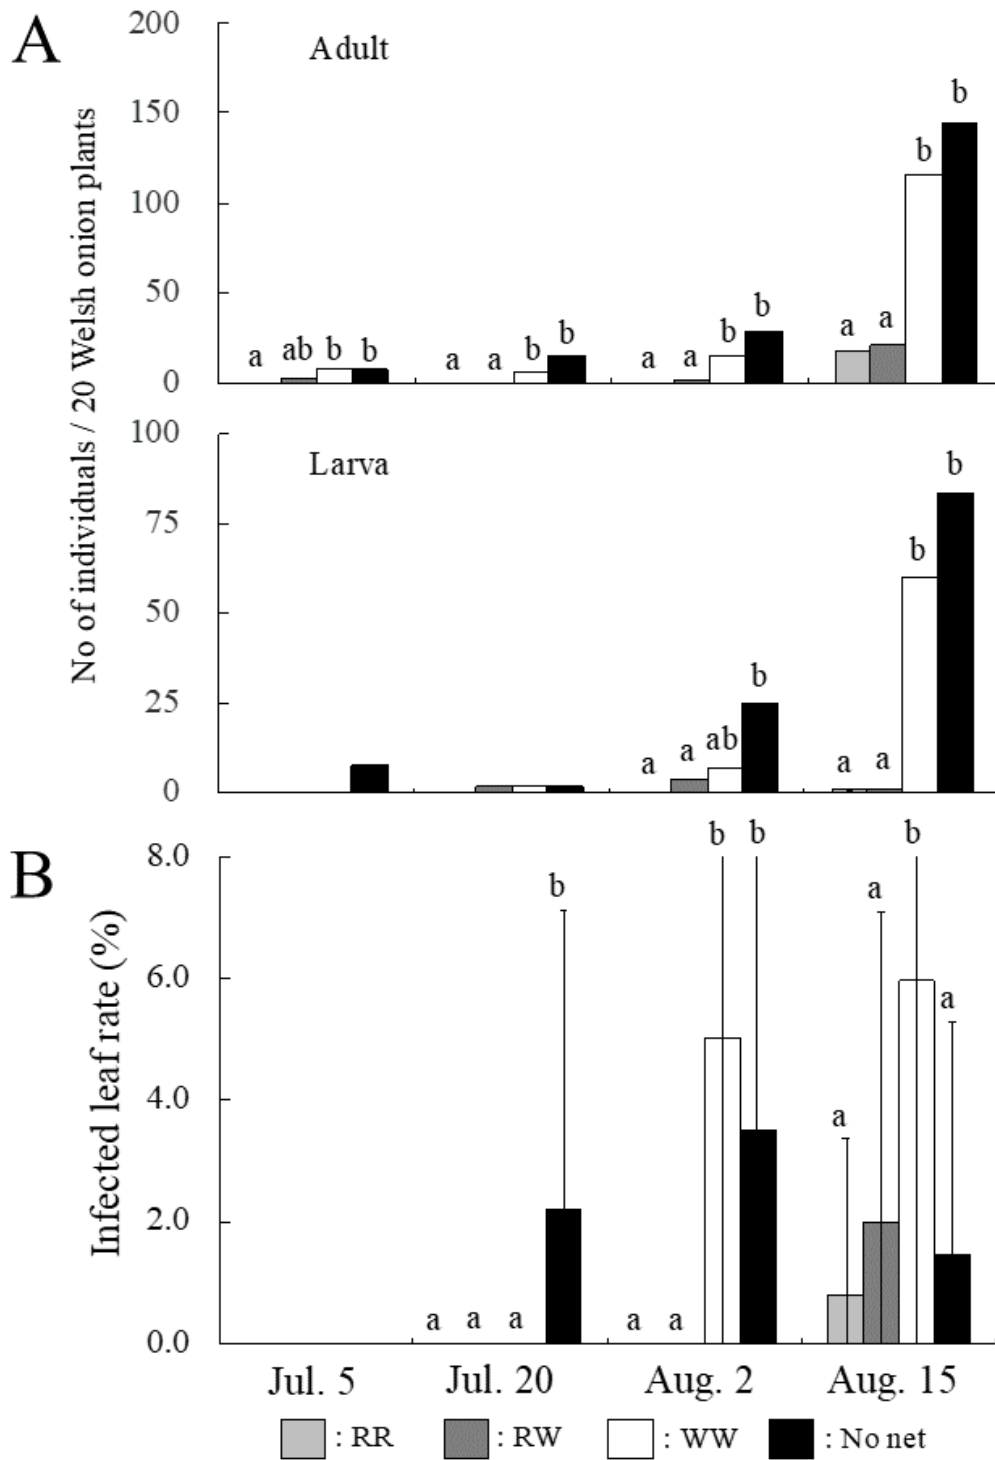 A
No of individuals / 20 Welsh onion plants
Adult
200
150
100
50
0
a ab b b
a a b b
a a b b
a a b b
Larva
100
75
50
25
0
a a ab b
a a b b
B
Infected leaf rate (%)
8.0
6.0
4.0
2.0
0.0
a a a b
a a b b
a a b a
Jul. 5 Jul. 20 Aug. 2 Aug. 15
: RR : RW : WW : No net